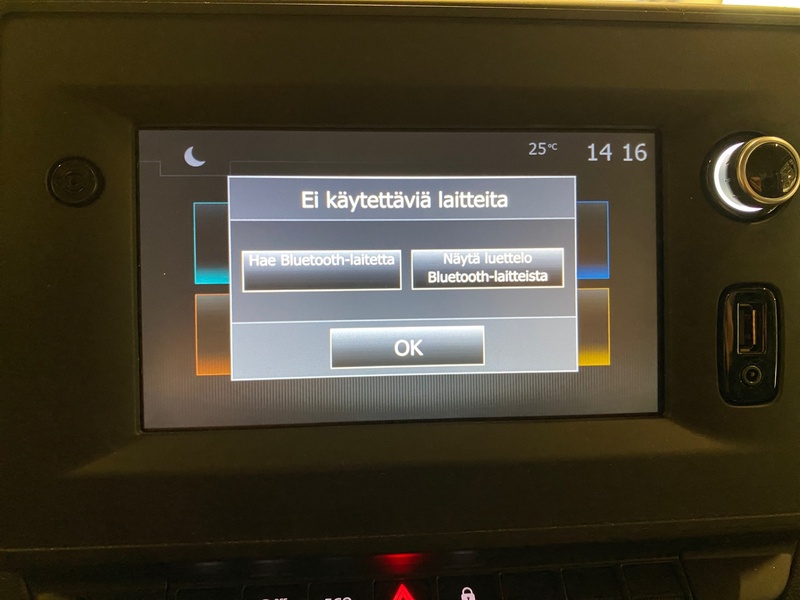 25°C
14 16
Ei käytettäviä laitteita
Hae Bluetooth-laitetta
Näytä luettelo
Bluetooth-laitteista
OK